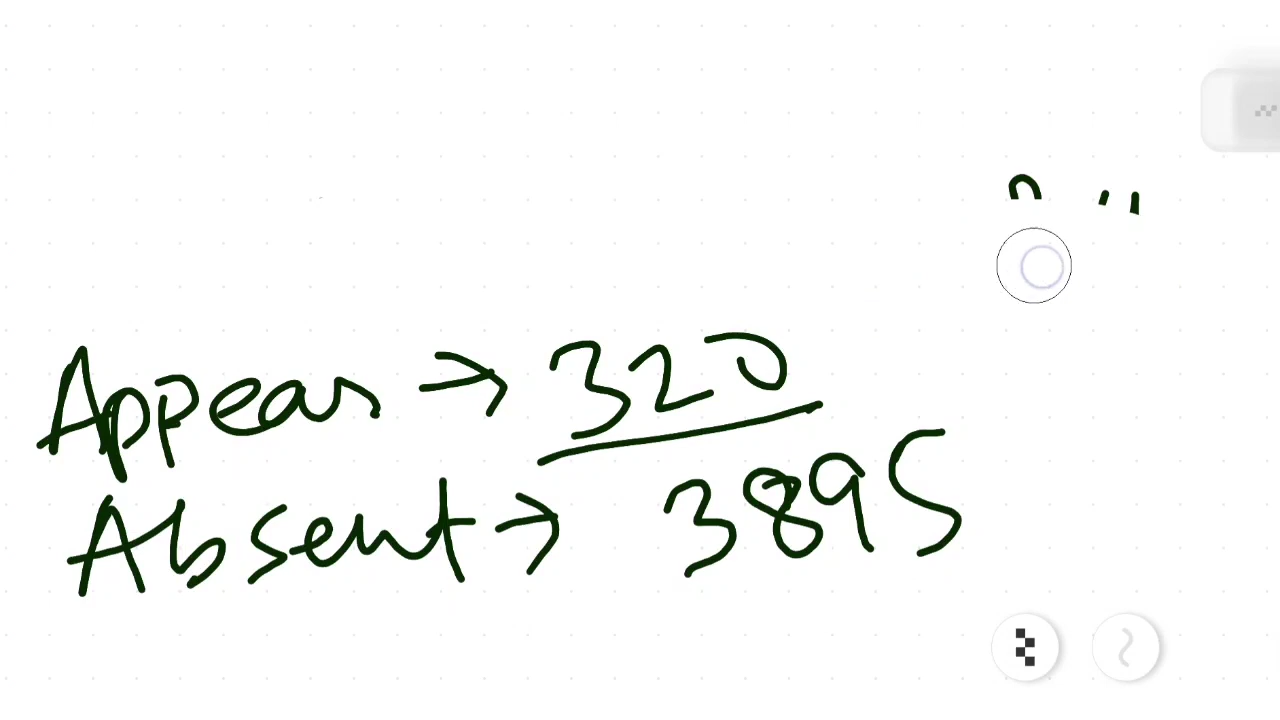 Appear → 320
Absent → 3895